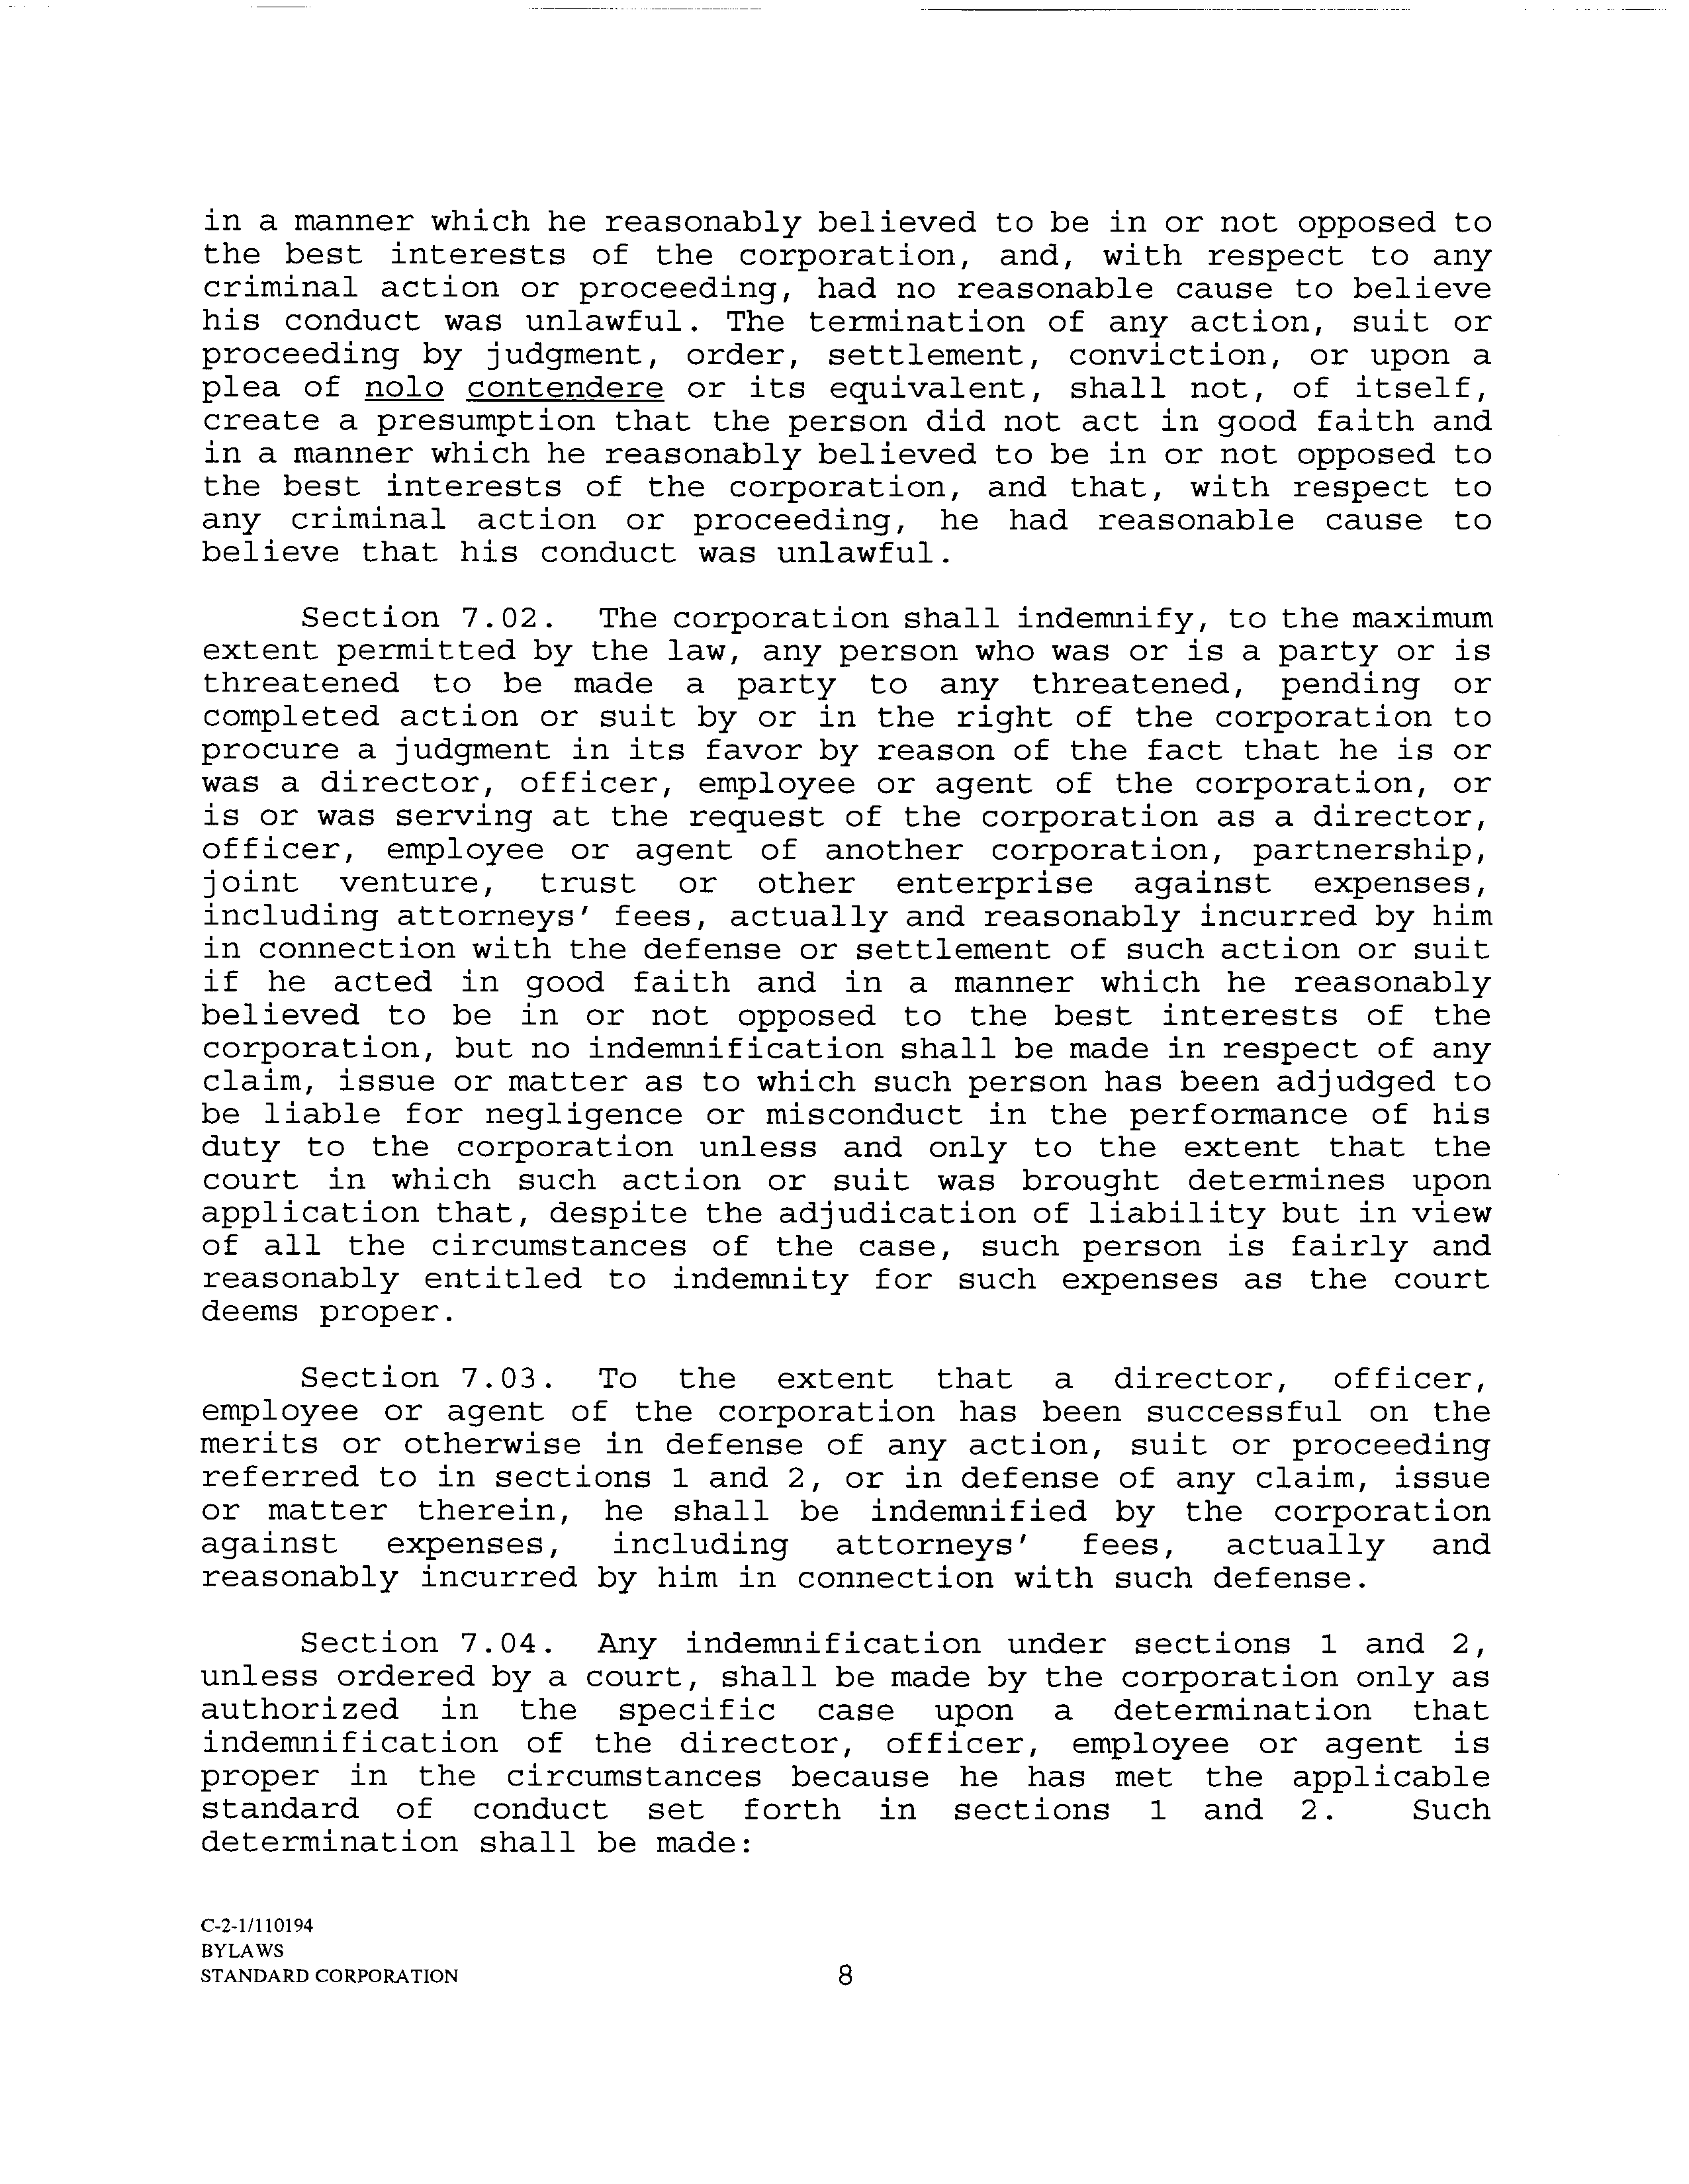 in a manner which he reasonably believed to be in or not opposed to
the best interests of the corporation, and, with respect to any
criminal action or proceeding, had no reasonable cause to believe
his conduct was unlawful. The termination of any action, suit or
proceeding by judgment, order, settlement, conviction, or upon a
plea of nolo contendere or its equivalent, shall not, of itself,
create a presumption that the person did not act in good faith and
in a manner which he reasonably believed to be in or not opposed to
the best interests of the corporation, and that, with respect to
any criminal action or proceeding, he had reasonable cause to
believe that his conduct was unlawful.
Section 7.02. The corporation shall indemnify, to the maximum
extent permitted by the law, any person who was or is a party or is
threatened to be made a party to any threatened, pending or
completed action or suit by or in the right of the corporation to
procure a judgment in its favor by reason of the fact that he is or
was a director, officer, employee or agent of the corporation, or
is or was serving at the request of the corporation as a director,
officer, employee or agent of another corporation, partnership,
joint venture, trust or other enterprise against expenses,
including attorneys' fees, actually and reasonably incurred by him
in connection with the defense or settlement of such action or suit
if he acted in good faith and in a manner which he reasonably
believed to be in or not opposed to the best interests of the
corporation, but no indemnification shall be made in respect of any
claim, issue or matter as to which such person has been adjudged to
be liable for negligence or misconduct in the performance of his
duty to the corporation unless and only to the extent that the
court in which such action or suit was brought determines upon
application that, despite the adjudication of liability but in view
of all the circumstances of the case, such person is fairly and
reasonably entitled to indemnity for such expenses as the court
deems proper.
Section 7.03. To the extent that a director, officer,
employee or agent of the corporation has been successful on the
merits or otherwise in defense of any action, suit or proceeding
referred to in sections 1 and 2, or in defense of any claim, issue
or matter therein, he shall be indemnified by the corporation
against expenses, including attorneys' fees, actually and
reasonably incurred by him in connection with such defense.
Section 7.04. Any indemnification under sections 1 and 2,
unless ordered by a court, shall be made by the corporation only as
authorized in the specific case upon a determination that
indemnification of the director, officer, employee or agent is
proper in the circumstances because he has met the applicable
standard of conduct set forth in sections 1 and 2. Such
determination shall be made:
C-2-1/110194
BYLAWS
STANDARD CORPORATION 8